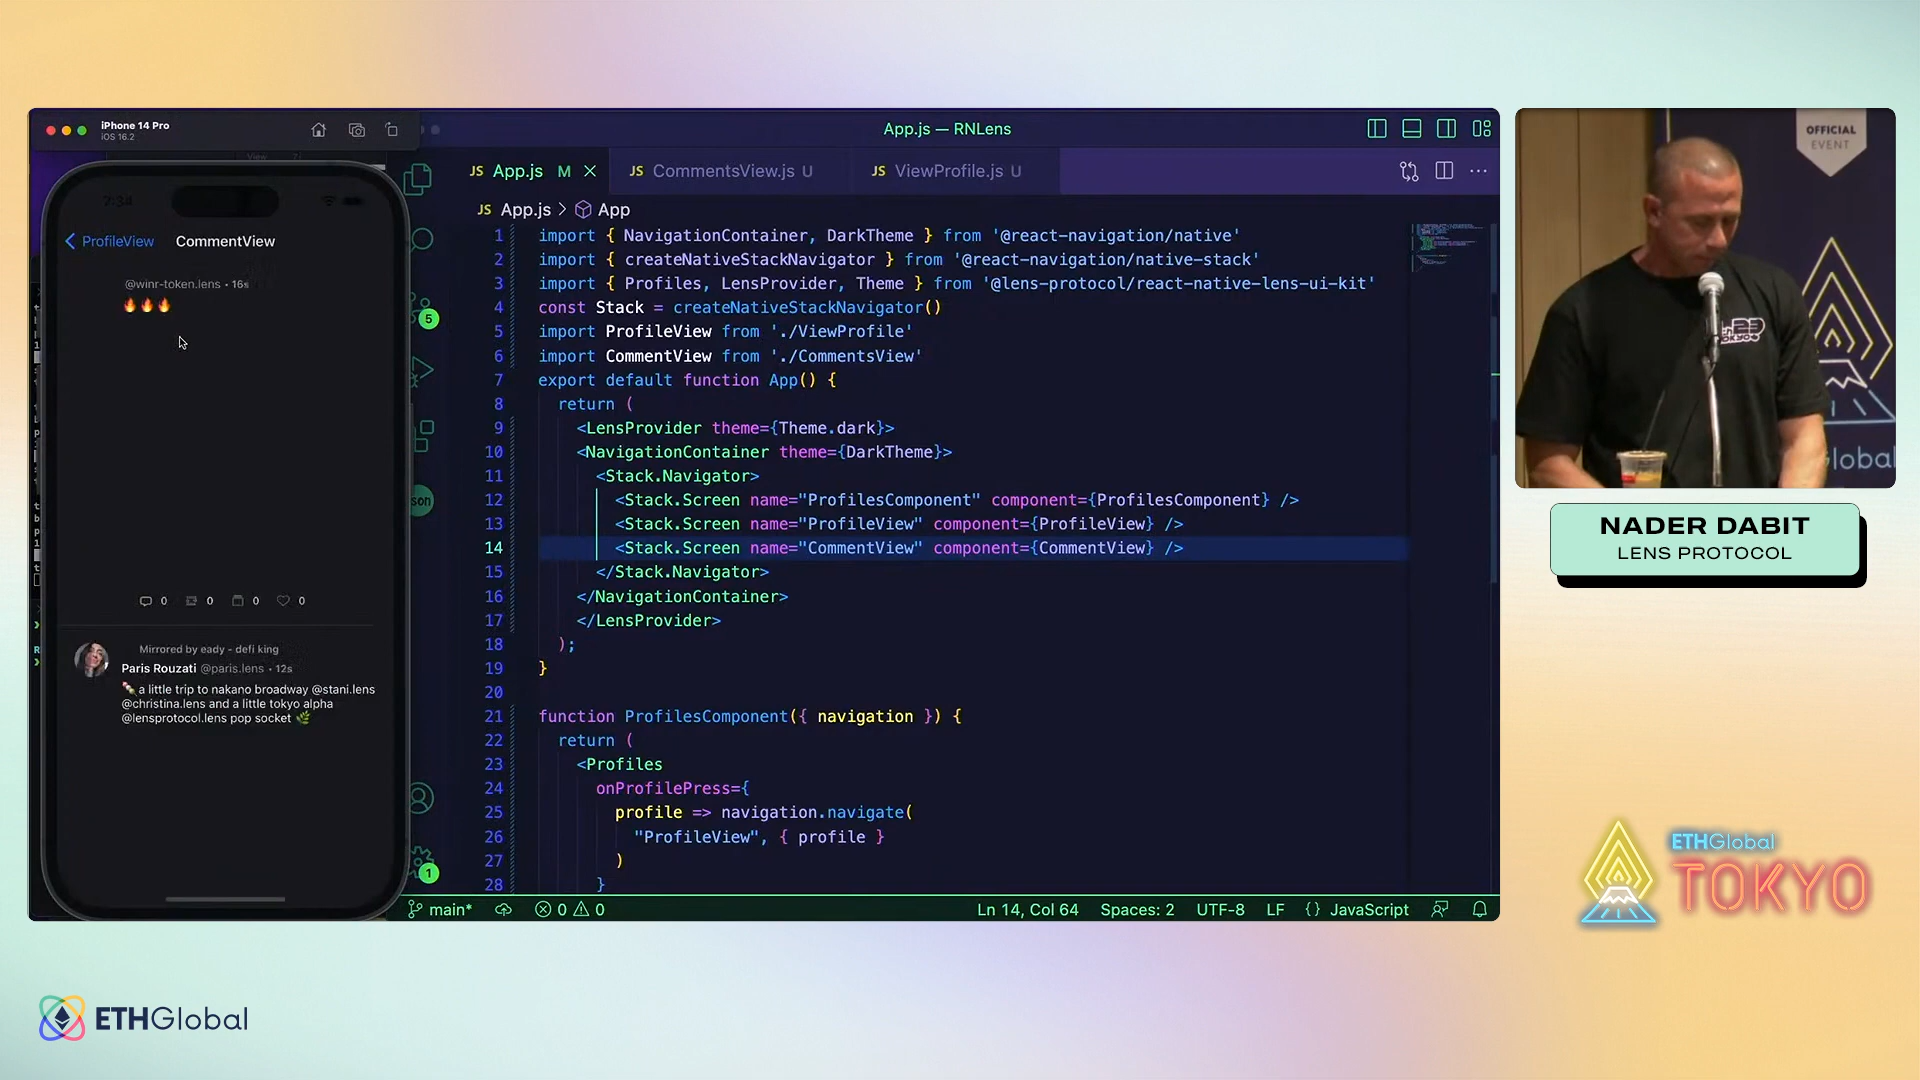 iPhone 14 Pro
iOS 16.2
2:34
ProfileView
CommentView
@winr-token.lens • 16s
🔥🔥🔥
0 0 0 0
Mirrored by eady - defi king
Paris Rouzati @paris.lens • 12s
🍡 a little trip to nakano broadway @stani.lens
@christina.lens and a little tokyo alpha
@lensprotocol.lens pop socket 🌿
App.js — RNLens
JS App.js M
JS CommentsView.js U
JS ViewProfile.js U
JS App.js > App
5
son
1
1 import { NavigationContainer, DarkTheme } from '@react-navigation/native'
2 import { createNativeStackNavigator } from '@react-navigation/native-stack'
3 import { Profiles, LensProvider, Theme } from '@lens-protocol/react-native-lens-ui-kit'
4 const Stack = createNativeStackNavigator()
5 import ProfileView from './ViewProfile'
6 import CommentView from './CommentsView'
7 export default function App() {
8 return (
9 <LensProvider theme={Theme.dark}>
10 <NavigationContainer theme={DarkTheme}>
11 <Stack.Navigator>
12 <Stack.Screen name="ProfilesComponent" component={ProfilesComponent} />
13 <Stack.Screen name="ProfileView" component={ProfileView} />
14 <Stack.Screen name="CommentView" component={CommentView} />
15 </Stack.Navigator>
16 </NavigationContainer>
17 </LensProvider>
18 );
19 }
20
21 function ProfilesComponent({ navigation }) {
22 return (
23 <Profiles
24 onProfilePress={
25 profile => navigation.navigate(
26 "ProfileView", { profile }
27 )
28 }
main*
0 0
Ln 14, Col 64
Spaces: 2
UTF-8
LF
{} JavaScript
OFFICIAL
EVENT
Global
NADER DABIT
LENS PROTOCOL
ETHGlobal
TOKYO
ETHGlobal